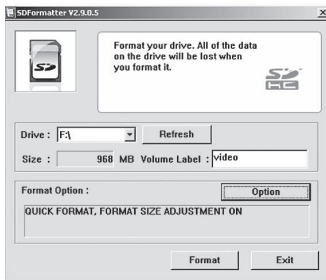 SDFormatter V2.9.0.5
Format your drive. All of the data
on the drive will be lost when
you format it.
SD
SD
HC
Drive : F:\ Refresh
Size : 968 MB Volume Label : video
Format Option : Option
QUICK FORMAT, FORMAT SIZE ADJUSTMENT ON
Format Exit